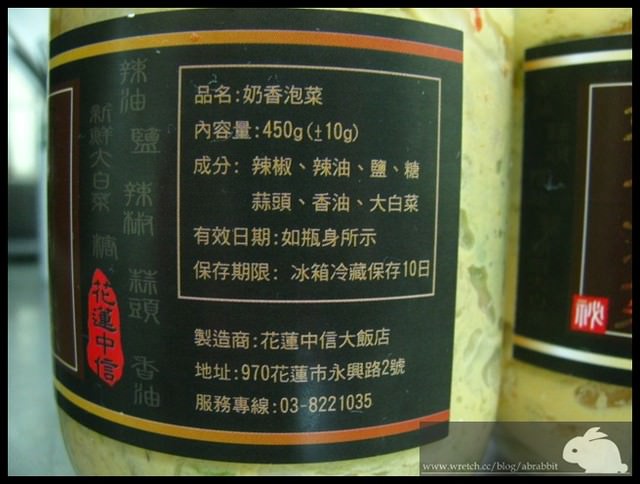 辣油 鹽 辣椒 蒜頭 香油
新鮮大白菜 糖
花蓮中信
品名:奶香泡菜
內容量:450g(±10g)
成分: 辣椒、辣油、鹽、糖
蒜頭、香油、大白菜
有效日期:如瓶身所示
保存期限: 冰箱冷藏保存10日
製造商:花蓮中信大飯店
地址:970花蓮市永興路2號
服務專線:03-8221035
www.wretch.cc/blog/abrabbit